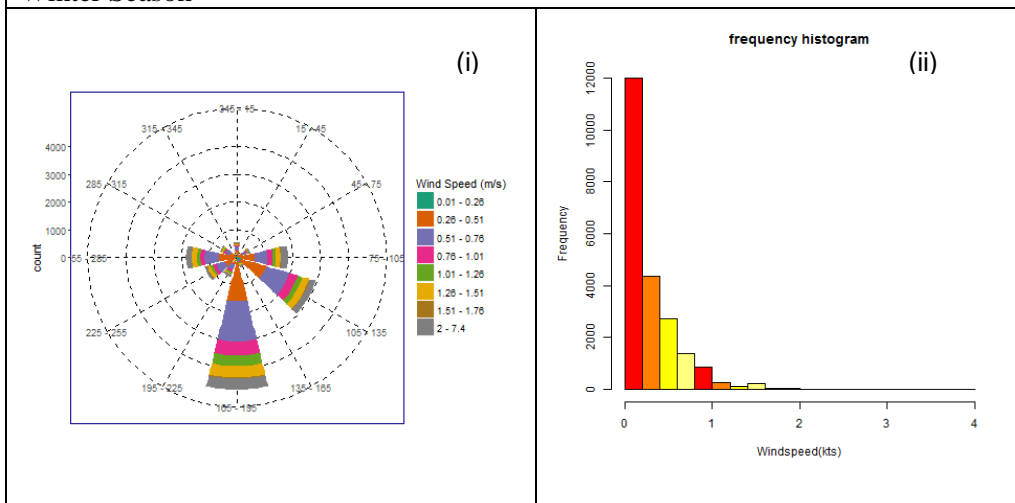 Winter Season
(i)
345 - 15
315 - 345
15 - 45
285 - 315
45 - 75
255 - 285
75 - 105
225 - 255
105 - 135
195 - 225
135 - 165
165 - 195
4000
3000
2000
1000
0
count
Wind Speed (m/s)
0.01 - 0.26
0.26 - 0.51
0.51 - 0.76
0.76 - 1.01
1.01 - 1.26
1.26 - 1.51
1.51 - 1.76
2 - 7.4
frequency histogram
(ii)
12000
10000
8000
6000
4000
2000
0
Frequency
0 1 2 3 4
Windspeed(kts)